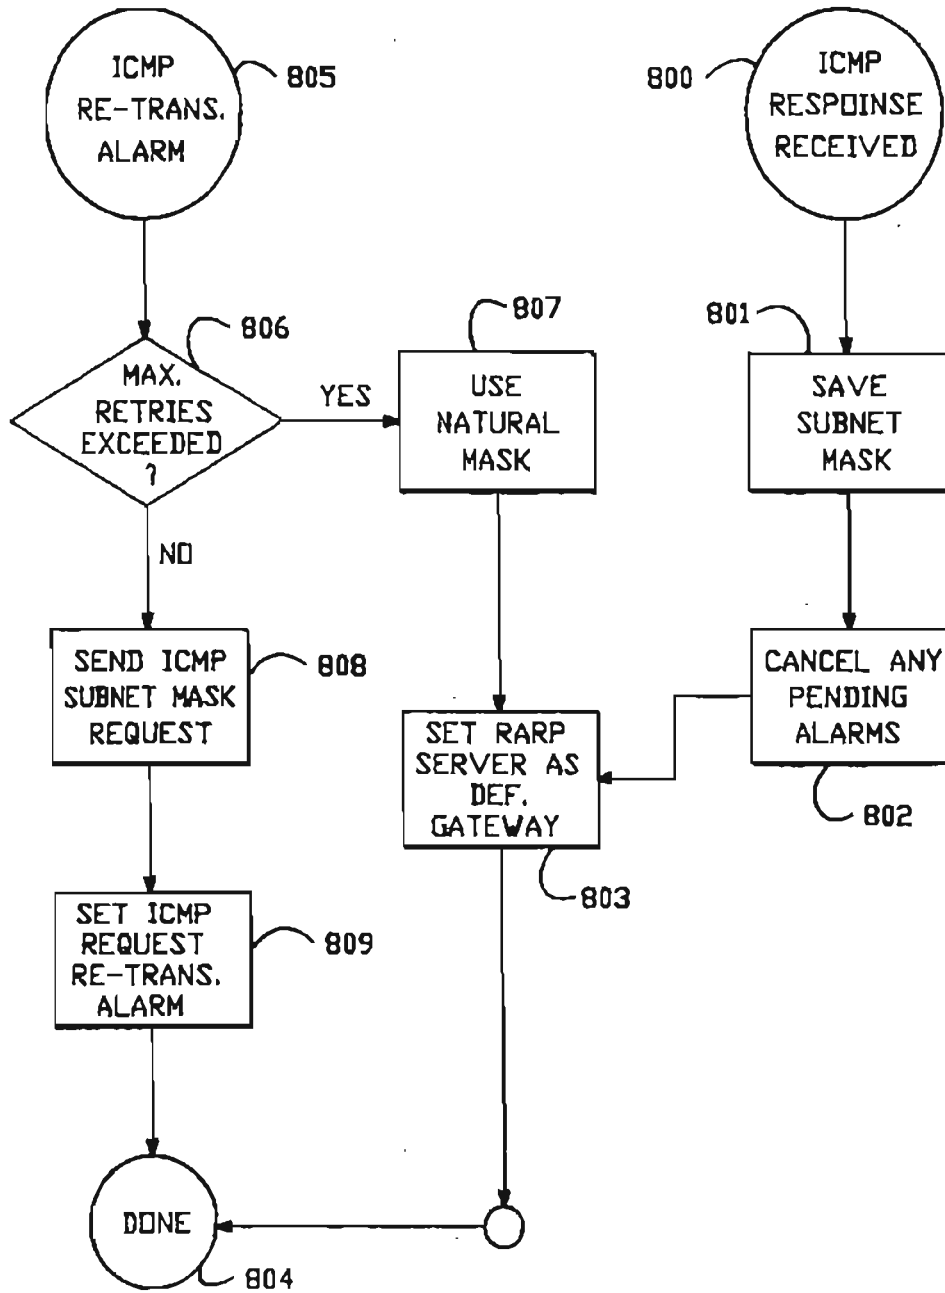 ICMP
RE-TRANS.
ALARM
805
800
ICMP
RESPOINSE
RECEIVED
806
MAX.
RETRIES
EXCEEDED
?
YES
NO
807
USE
NATURAL
MASK
801
SAVE
SUBNET
MASK
SEND ICMP
SUBNET MASK
REQUEST
808
CANCEL ANY
PENDING
ALARMS
802
SET RARP
SERVER AS
DEF.
GATEWAY
803
SET ICMP
REQUEST
RE-TRANS.
ALARM
809
DONE
804